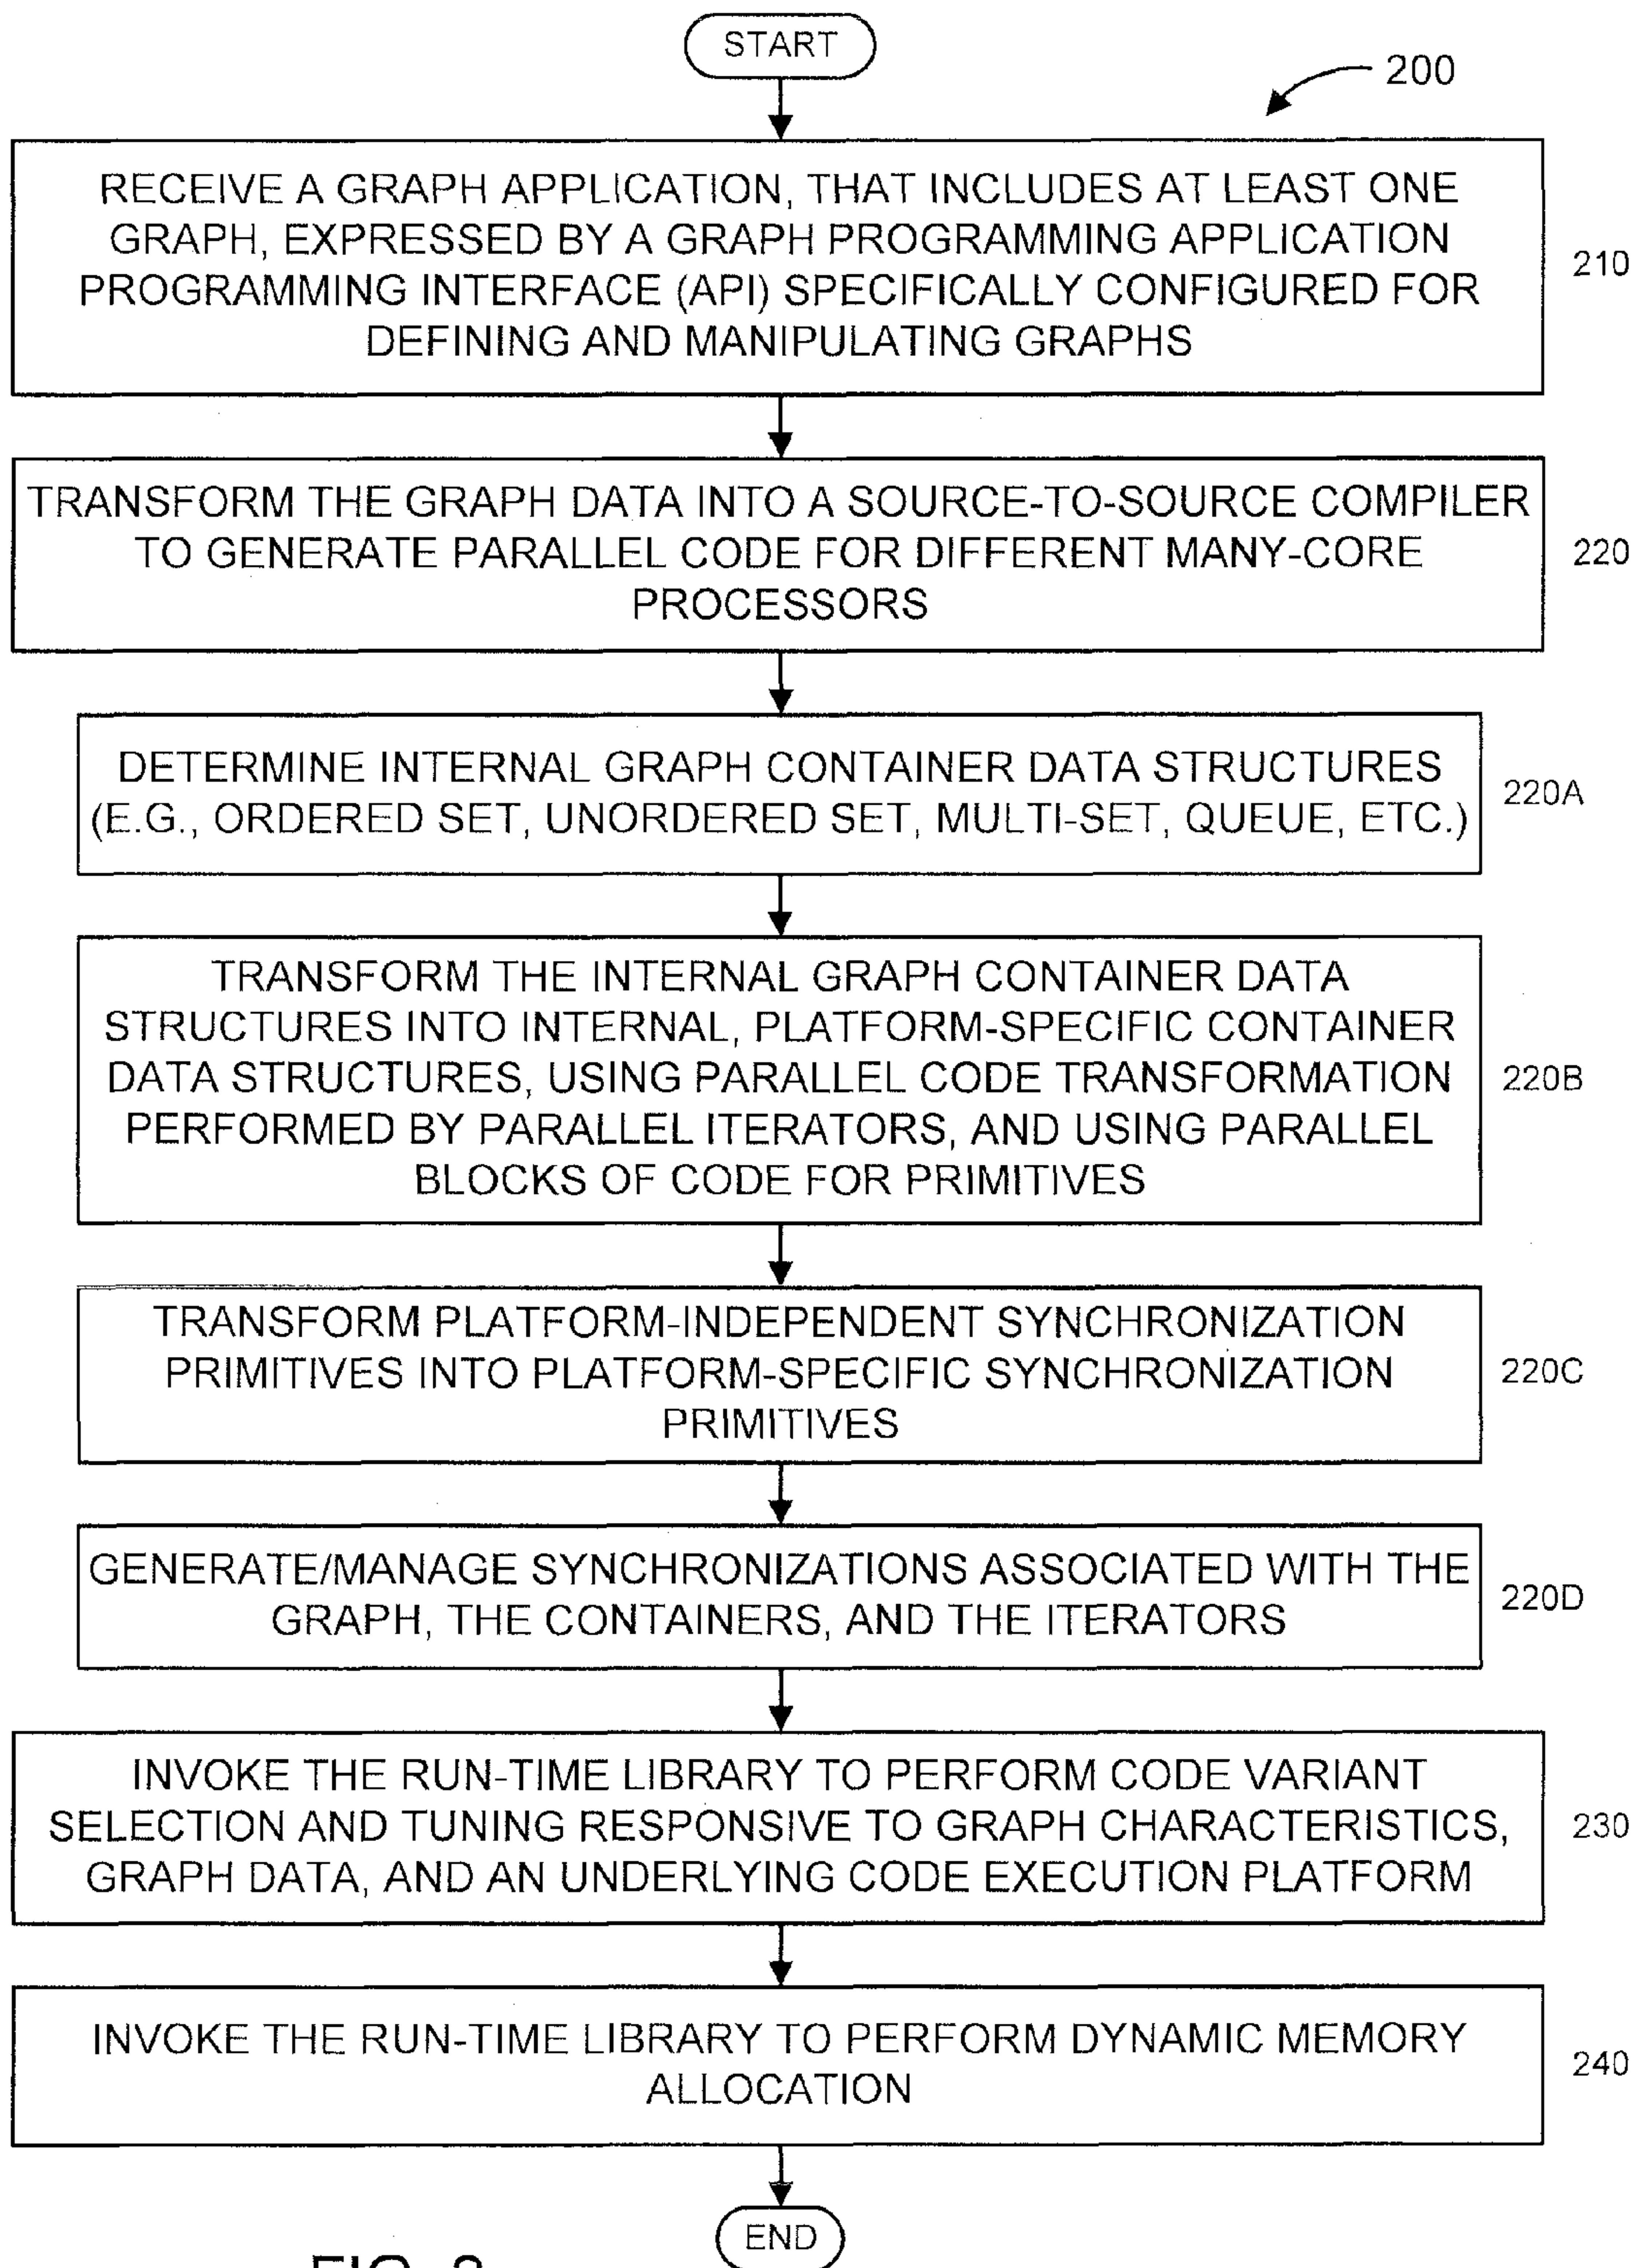 START
200
RECEIVE A GRAPH APPLICATION, THAT INCLUDES AT LEAST ONE
GRAPH, EXPRESSED BY A GRAPH PROGRAMMING APPLICATION
PROGRAMMING INTERFACE (API) SPECIFICALLY CONFIGURED FOR
DEFINING AND MANIPULATING GRAPHS
210
TRANSFORM THE GRAPH DATA INTO A SOURCE-TO-SOURCE COMPILER
TO GENERATE PARALLEL CODE FOR DIFFERENT MANY-CORE
PROCESSORS
220
DETERMINE INTERNAL GRAPH CONTAINER DATA STRUCTURES
(E.G., ORDERED SET, UNORDERED SET, MULTI-SET, QUEUE, ETC.)
220A
TRANSFORM THE INTERNAL GRAPH CONTAINER DATA
STRUCTURES INTO INTERNAL, PLATFORM-SPECIFIC CONTAINER
DATA STRUCTURES, USING PARALLEL CODE TRANSFORMATION
PERFORMED BY PARALLEL ITERATORS, AND USING PARALLEL
BLOCKS OF CODE FOR PRIMITIVES
220B
TRANSFORM PLATFORM-INDEPENDENT SYNCHRONIZATION
PRIMITIVES INTO PLATFORM-SPECIFIC SYNCHRONIZATION
PRIMITIVES
220C
GENERATE/MANAGE SYNCHRONIZATIONS ASSOCIATED WITH THE
GRAPH, THE CONTAINERS, AND THE ITERATORS
220D
INVOKE THE RUN-TIME LIBRARY TO PERFORM CODE VARIANT
SELECTION AND TUNING RESPONSIVE TO GRAPH CHARACTERISTICS,
GRAPH DATA, AND AN UNDERLYING CODE EXECUTION PLATFORM
230
INVOKE THE RUN-TIME LIBRARY TO PERFORM DYNAMIC MEMORY
ALLOCATION
240
END
FIG.